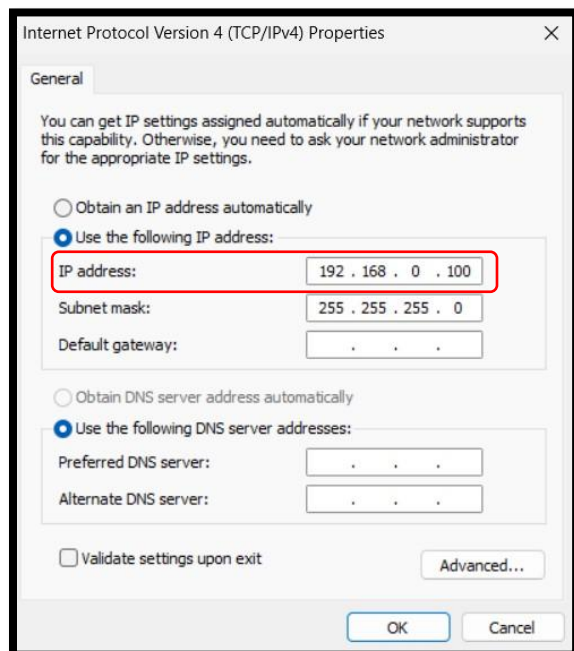 Internet Protocol Version 4 (TCP/IPv4) Properties
General
You can get IP settings assigned automatically if your network supports
this capability. Otherwise, you need to ask your network administrator
for the appropriate IP settings.
Obtain an IP address automatically
Use the following IP address:
IP address: 192 . 168 . 0 . 100
Subnet mask: 255 . 255 . 255 . 0
Default gateway: . . .
Obtain DNS server address automatically
Use the following DNS server addresses:
Preferred DNS server: . . .
Alternate DNS server: . . .
Validate settings upon exit
Advanced...
OK Cancel